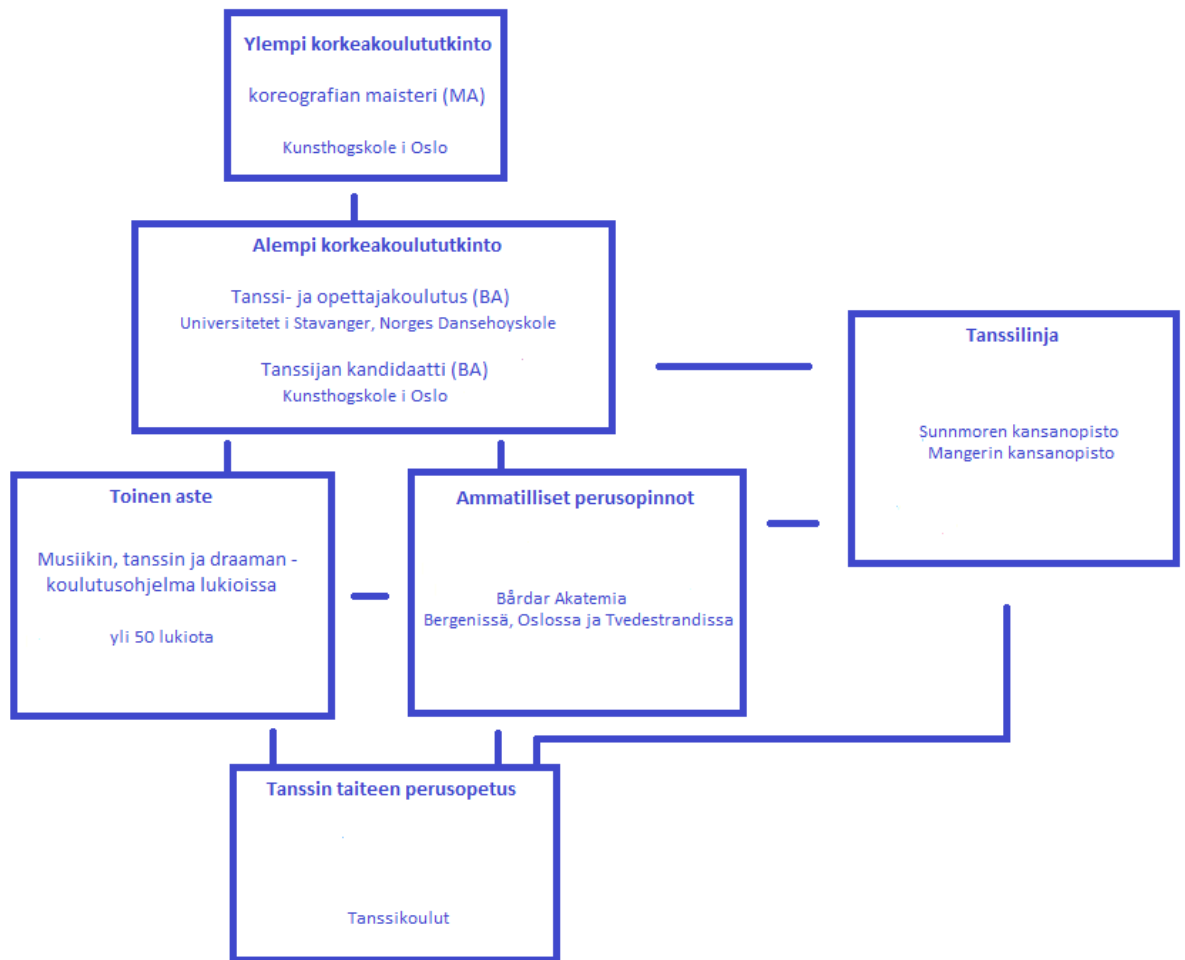 Ylempi korkeakoulututkinto
koreografian maisteri (MA)
Kunsthogskole i Oslo
Alempi korkeakoulututkinto
Tanssi- ja opettajakoulutus (BA)
Universitetet i Stavanger, Norges Dansehoyskole
Tanssijan kandidaatti (BA)
Kunsthogskole i Oslo
Tanssilinja
Sunnmoren kansanopisto
Mangerin kansanopisto
Toinen aste
Musiikin, tanssin ja draaman -
koulutusohjelma lukioissa
yli 50 lukiota
Ammatilliset perusopinnot
Bårdar Akatemia
Bergenissä, Oslossa ja Tvedestrandissa
Tanssin taiteen perusopetus
Tanssikoulut